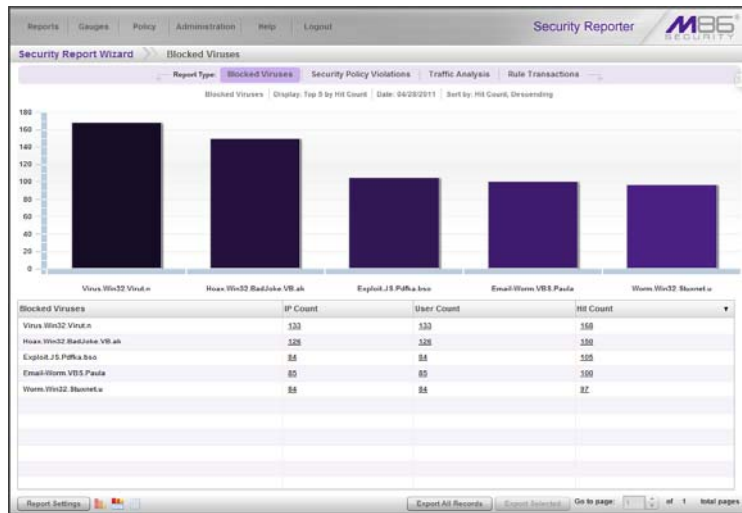 Reports Gauges Policy Administration Help Logout
Security Reporter
M86 SECURITY
Security Report Wizard Blocked Viruses
Report Type: Blocked Viruses Security Policy Violations Traffic Analysis Rule Transactions
Blocked Viruses Display: Top 5 by Hit Count Date: 04/28/2011 Sort by: Hit Count, Descending
180
160
140
120
100
80
60
40
20
0
Virus.Win32.Virut.n Hoax.Win32.BadJoke.VB.ak Exploit.JS.Pdfka.bso Email-Worm.VBS.Paula Worm.Win32.Stuxnet.u
Blocked Viruses IP Count User Count Hit Count
Virus.Win32.Virut.n 133 133 168
Hoax.Win32.BadJoke.VB.ak 126 126 150
Exploit.JS.Pdfka.bso 84 84 105
Email-Worm.VBS.Paula 85 85 100
Worm.Win32.Stuxnet.u 84 84 97
Report Settings Export All Records Export Selected Go to page: 1 of 1 total pages